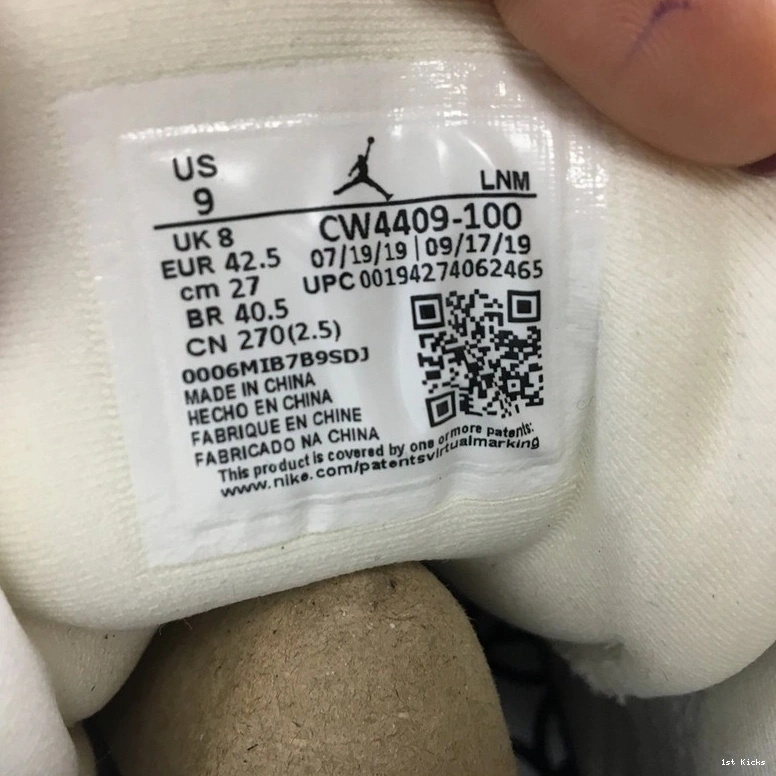 US
9
LNM
UK 8
CW4409-100
EUR 42.5
07/19/19 | 09/17/19
cm 27
UPC 00194274062465
BR 40.5
CN 270(2.5)
0006MIB7B9SDJ
MADE IN CHINA
HECHO EN CHINA
FABRIQUE EN CHINE
FABRICADO NA CHINA
This product is covered by one or more patents:
www.nike.com/patentsvirtualmarking
1st Kicks